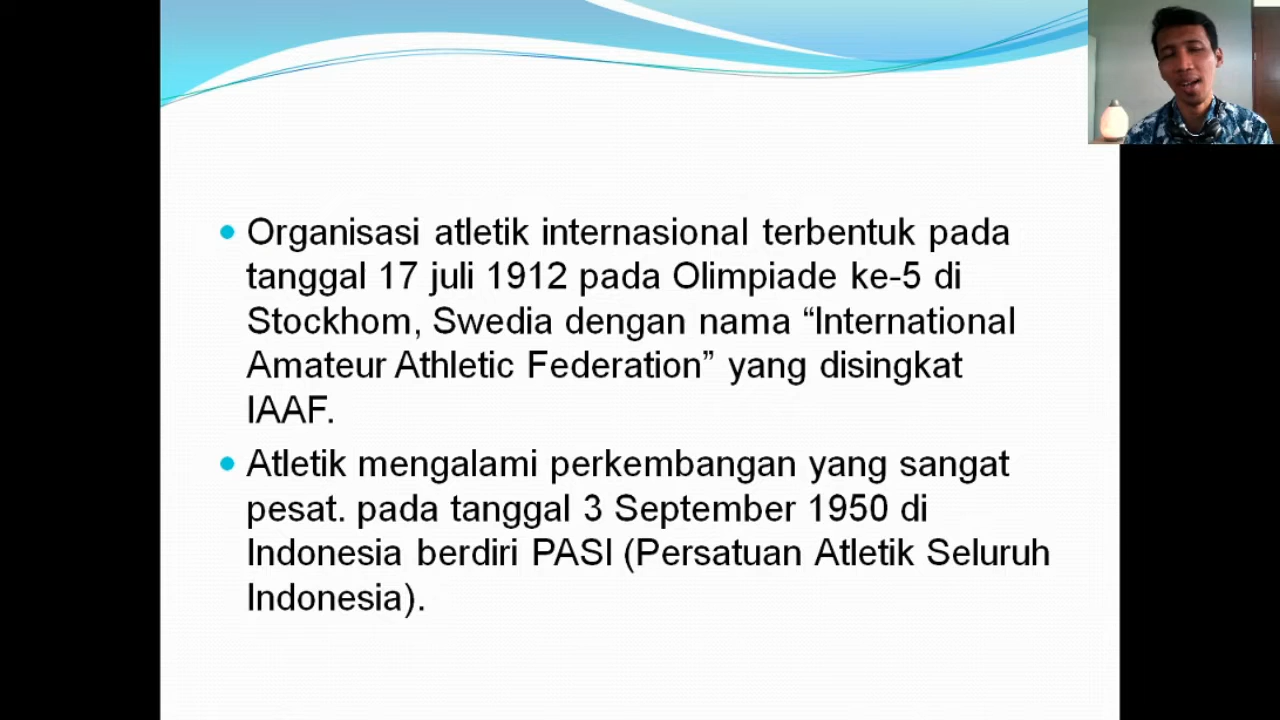 Organisasi atletik internasional terbentuk pada
tanggal 17 juli 1912 pada Olimpiade ke-5 di
Stockhom, Swedia dengan nama “International
Amateur Athletic Federation” yang disingkat
IAAF.
Atletik mengalami perkembangan yang sangat
pesat. pada tanggal 3 September 1950 di
Indonesia berdiri PASI (Persatuan Atletik Seluruh
Indonesia).